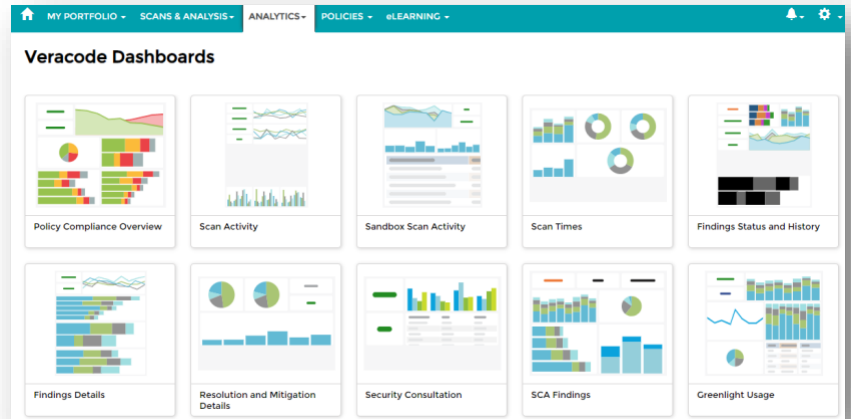 MY PORTFOLIO SCANS & ANALYSIS ANALYTICS POLICIES eLEARNING
Veracode Dashboards
Policy Compliance Overview
Scan Activity
Sandbox Scan Activity
Scan Times
Findings Status and History
Findings Details
Resolution and Mitigation
Details
Security Consultation
SCA Findings
Greenlight Usage